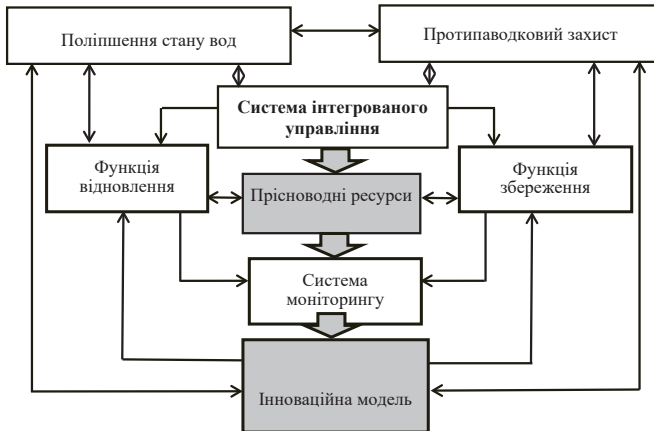 Поліпшення стану вод
Протипаводковий захист
Система інтегрованого
управління
Функція
відновлення
Прісноводні ресурси
Функція
збереження
Система
моніторингу
Інноваційна модель